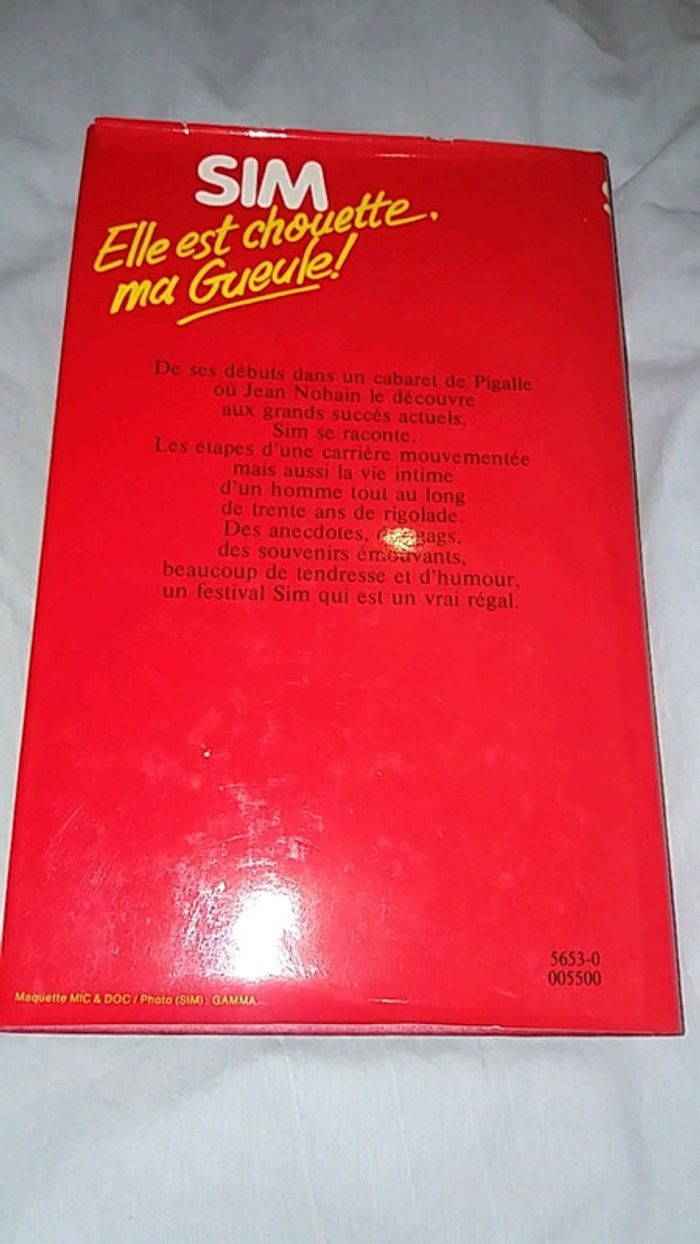 SIM
Elle est chouette,
ma Gueule!
De ses débuts dans un cabaret de Pigalle
où Jean Nohain le découvre
aux grands succès actuels,
Sim se raconte.
Les étapes d'une carrière mouvementée
mais aussi la vie intime
d'un homme tout au long
de trente ans de rigolade.
Des anecdotes, gags,
des souvenirs émouvants,
beaucoup de tendresse et d'humour,
un festival Sim qui est un vrai régal.
5653-0
005500
Maquette MIC & DOC / Photo (SIM) : GAMMA.